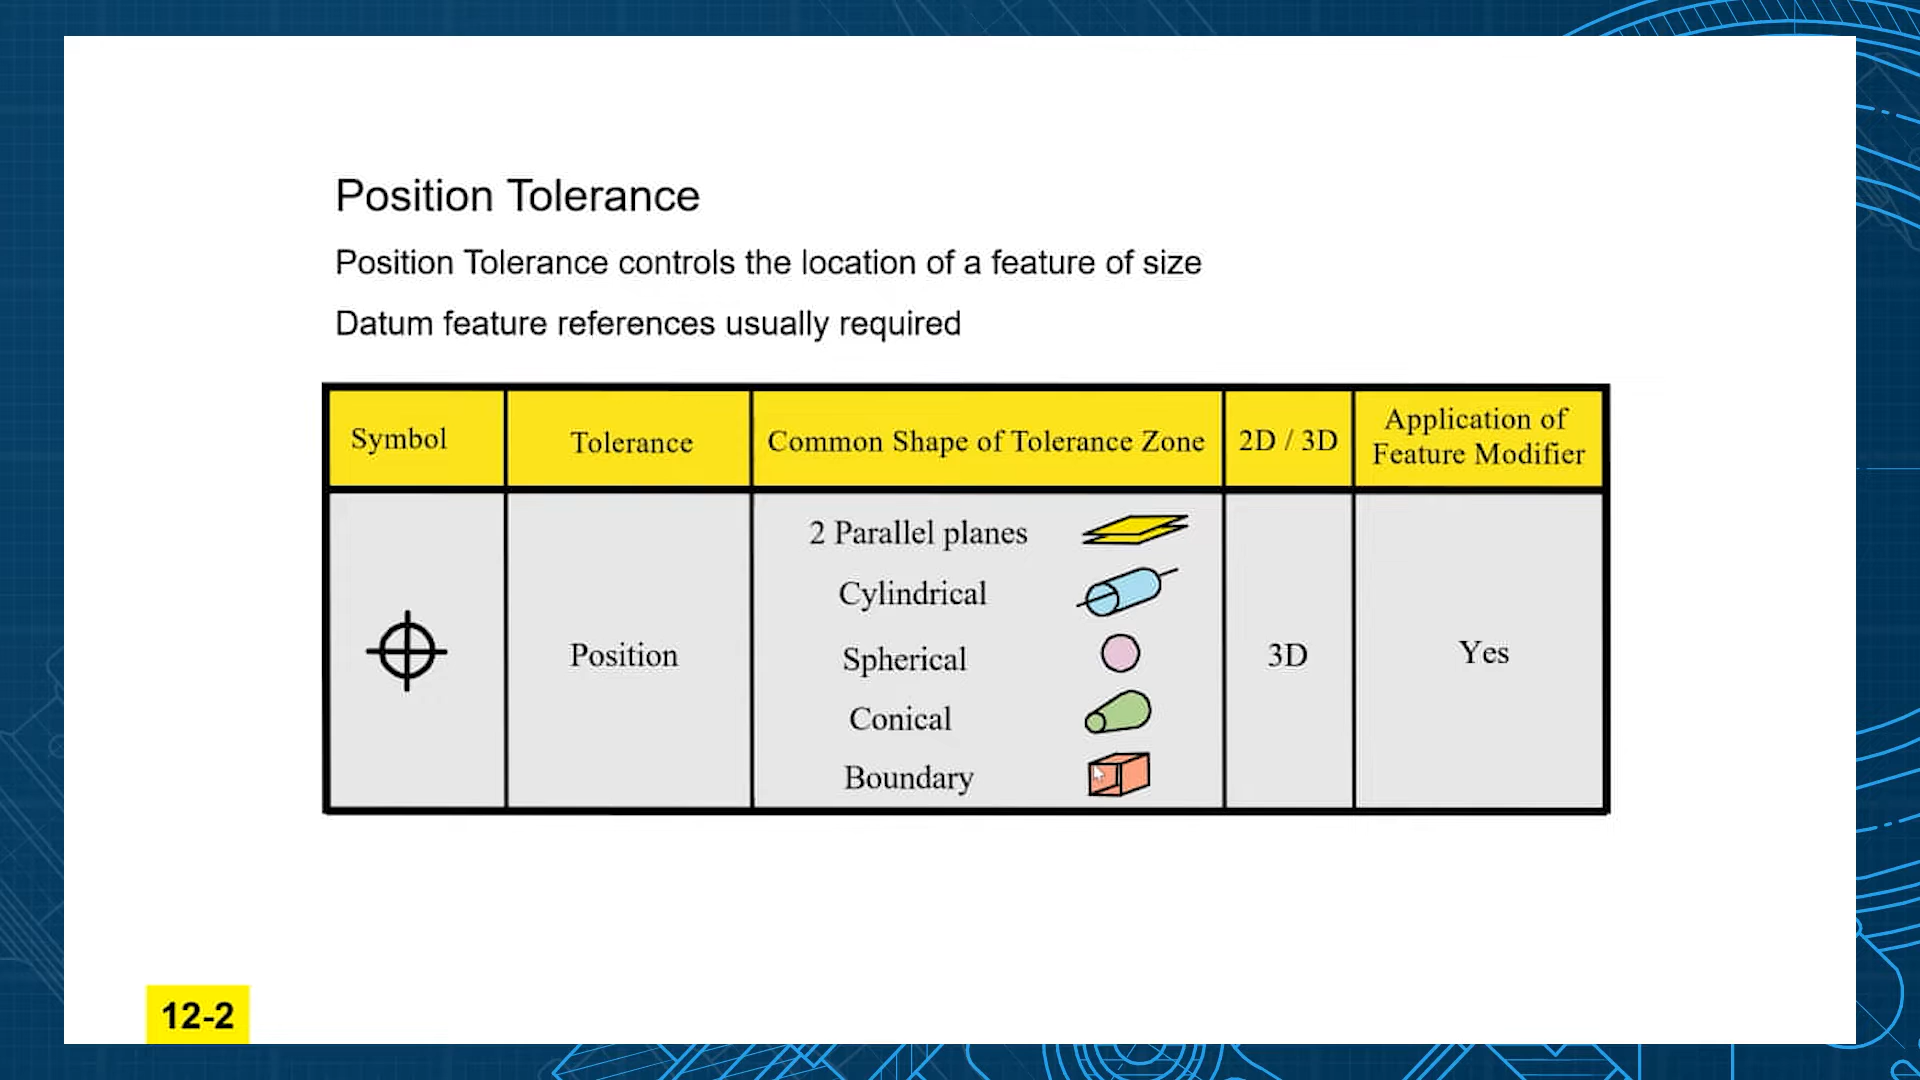 Position Tolerance
Position Tolerance controls the location of a feature of size
Datum feature references usually required
Symbol
Tolerance
Common Shape of Tolerance Zone
2D / 3D
Application of
Feature Modifier
Position
2 Parallel planes
Cylindrical
Spherical
Conical
Boundary
3D
Yes
12-2